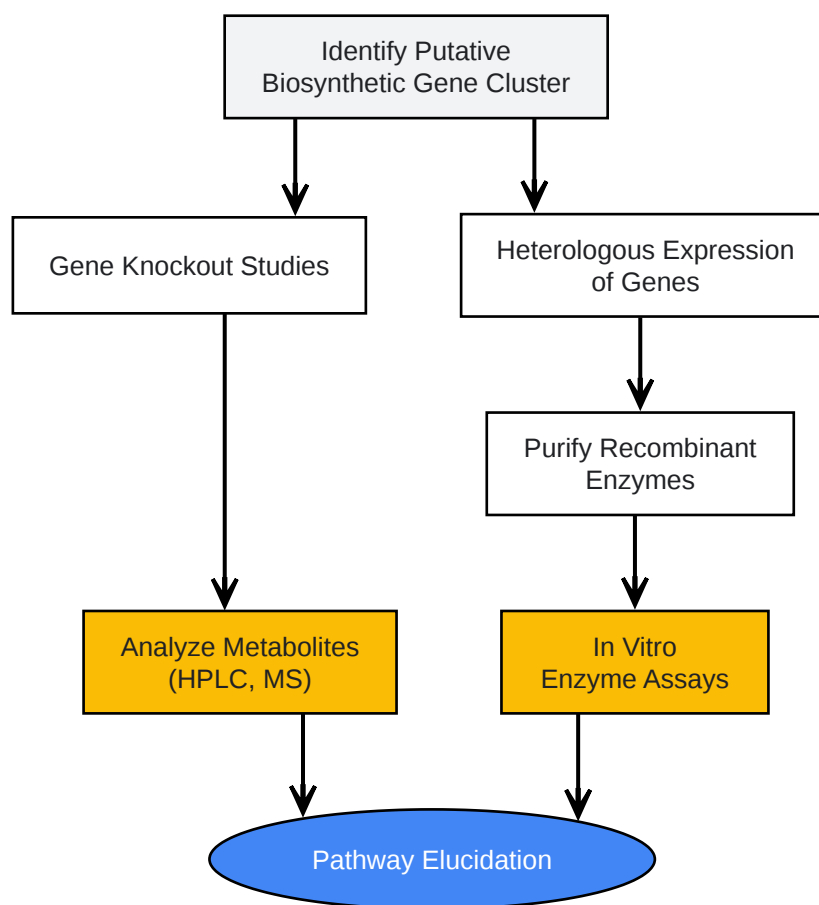 Identify Putative
Biosynthetic Gene Cluster
Gene Knockout Studies
Heterologous Expression
of Genes
Purify Recombinant
Enzymes
Analyze Metabolites
(HPLC, MS)
In Vitro
Enzyme Assays
Pathway Elucidation